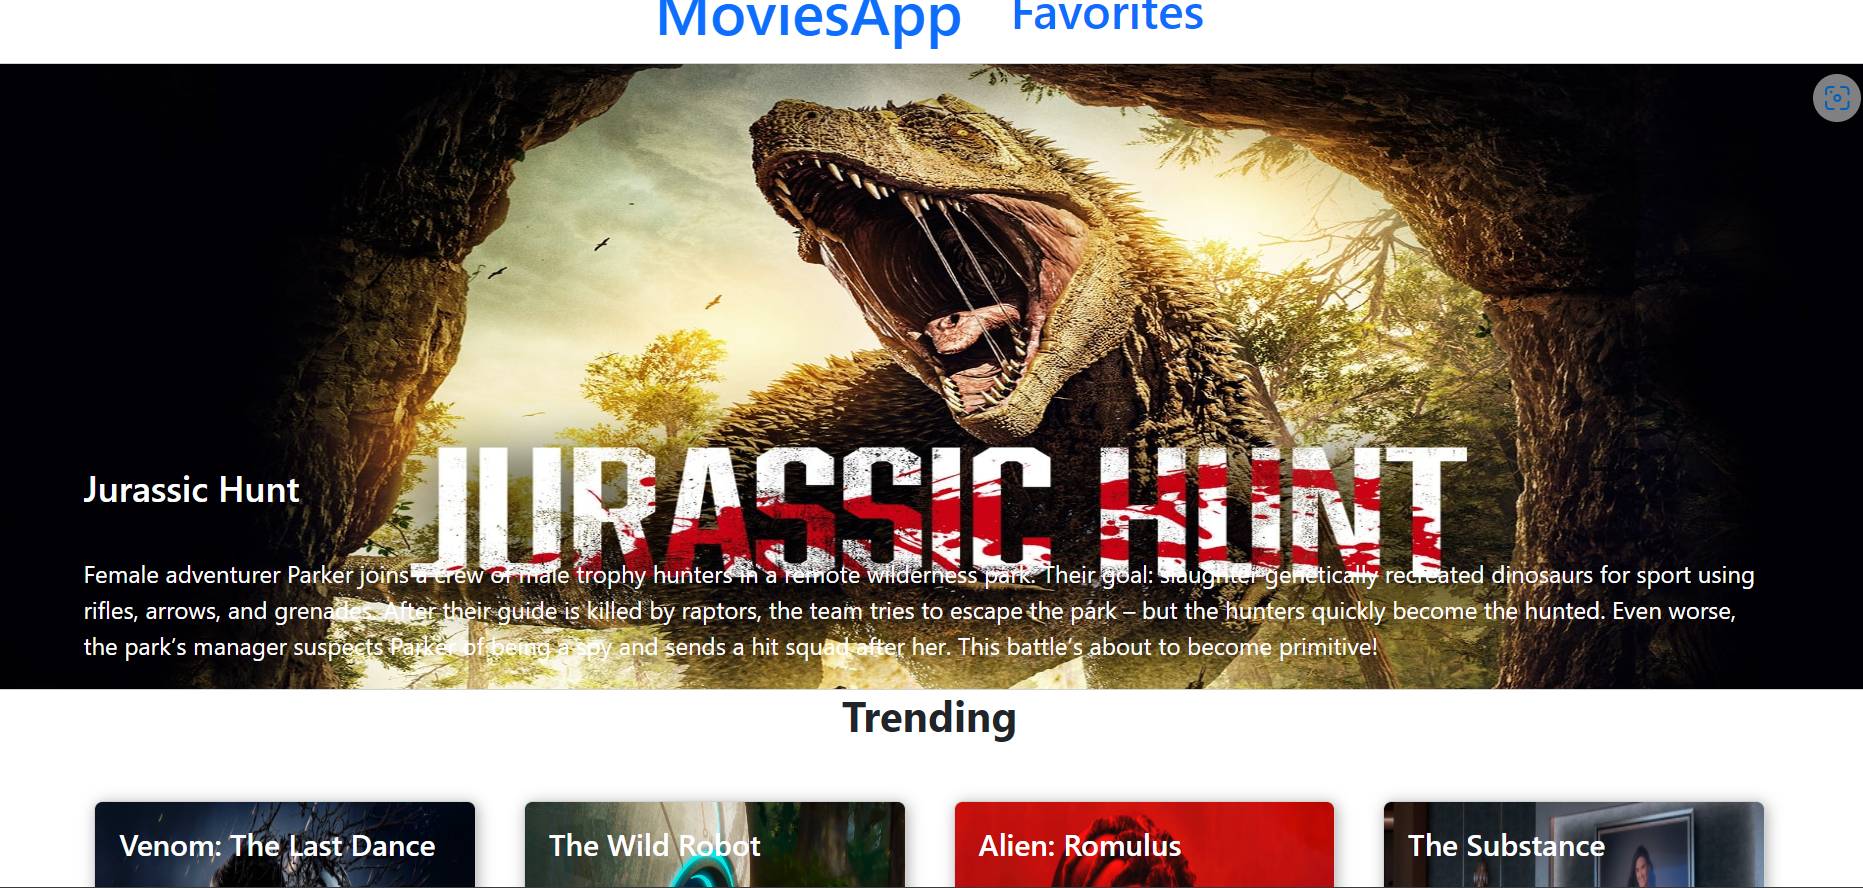 MoviesApp Favorites
JURASSIC HUNT
Jurassic Hunt
Female adventurer Parker joins a crew of male trophy hunters in a remote wilderness park. Their goal: slaughter genetically recreated dinosaurs for sport using
rifles, arrows, and grenades. After their guide is killed by raptors, the team tries to escape the park – but the hunters quickly become the hunted. Even worse,
the park’s manager suspects Parker of being a spy and sends a hit squad after her. This battle’s about to become primitive!
Trending
Venom: The Last Dance
The Wild Robot
Alien: Romulus
The Substance